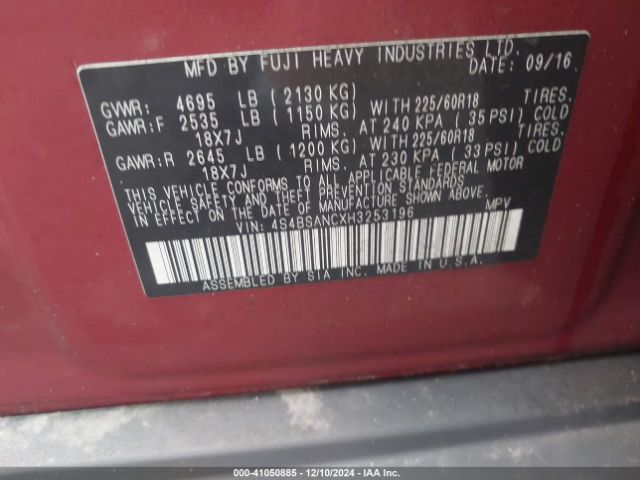 MFD BY FUJI HEAVY INDUSTRIES LTD.
DATE: 09/16
GVWR: 4695 LB (2130 KG)
GAWR:F 2535 LB (1150 KG) WITH 225/60R18 TIRES.
18X7J RIMS. AT 240 KPA (35 PSI) COLD
GAWR:R 2645 LB (1200 KG) WITH 225/60R18 TIRES.
18X7J RIMS. AT 230 KPA (33 PSI) COLD
THIS VEHICLE CONFORMS TO ALL APPLICABLE FEDERAL MOTOR
VEHICLE SAFETY AND THEFT PREVENTION STANDARDS
IN EFFECT ON THE DATE OF MANUFACTURE SHOWN ABOVE.
VIN: 4S4BSANCXH3253196 MPV
ASSEMBLED BY SIA INC. MADE IN U.S.A.
000-41050885 - 12/10/2024 - IAAI.COM